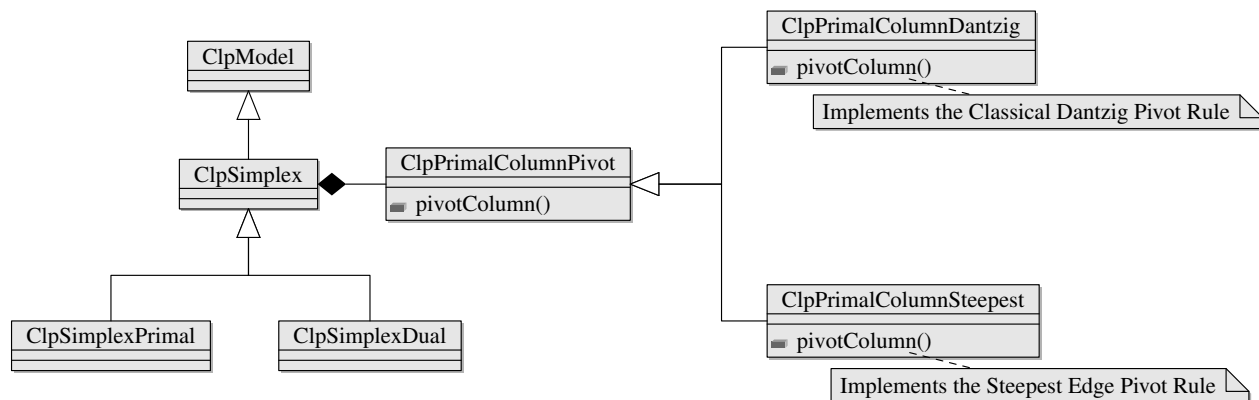 ClpPrimalColumnDantzig
pivotColumn()
Implements the Classical Dantzig Pivot Rule
ClpModel
ClpSimplex
ClpPrimalColumnPivot
pivotColumn()
ClpPrimalColumnSteepest
pivotColumn()
Implements the Steepest Edge Pivot Rule
ClpSimplexPrimal
ClpSimplexDual